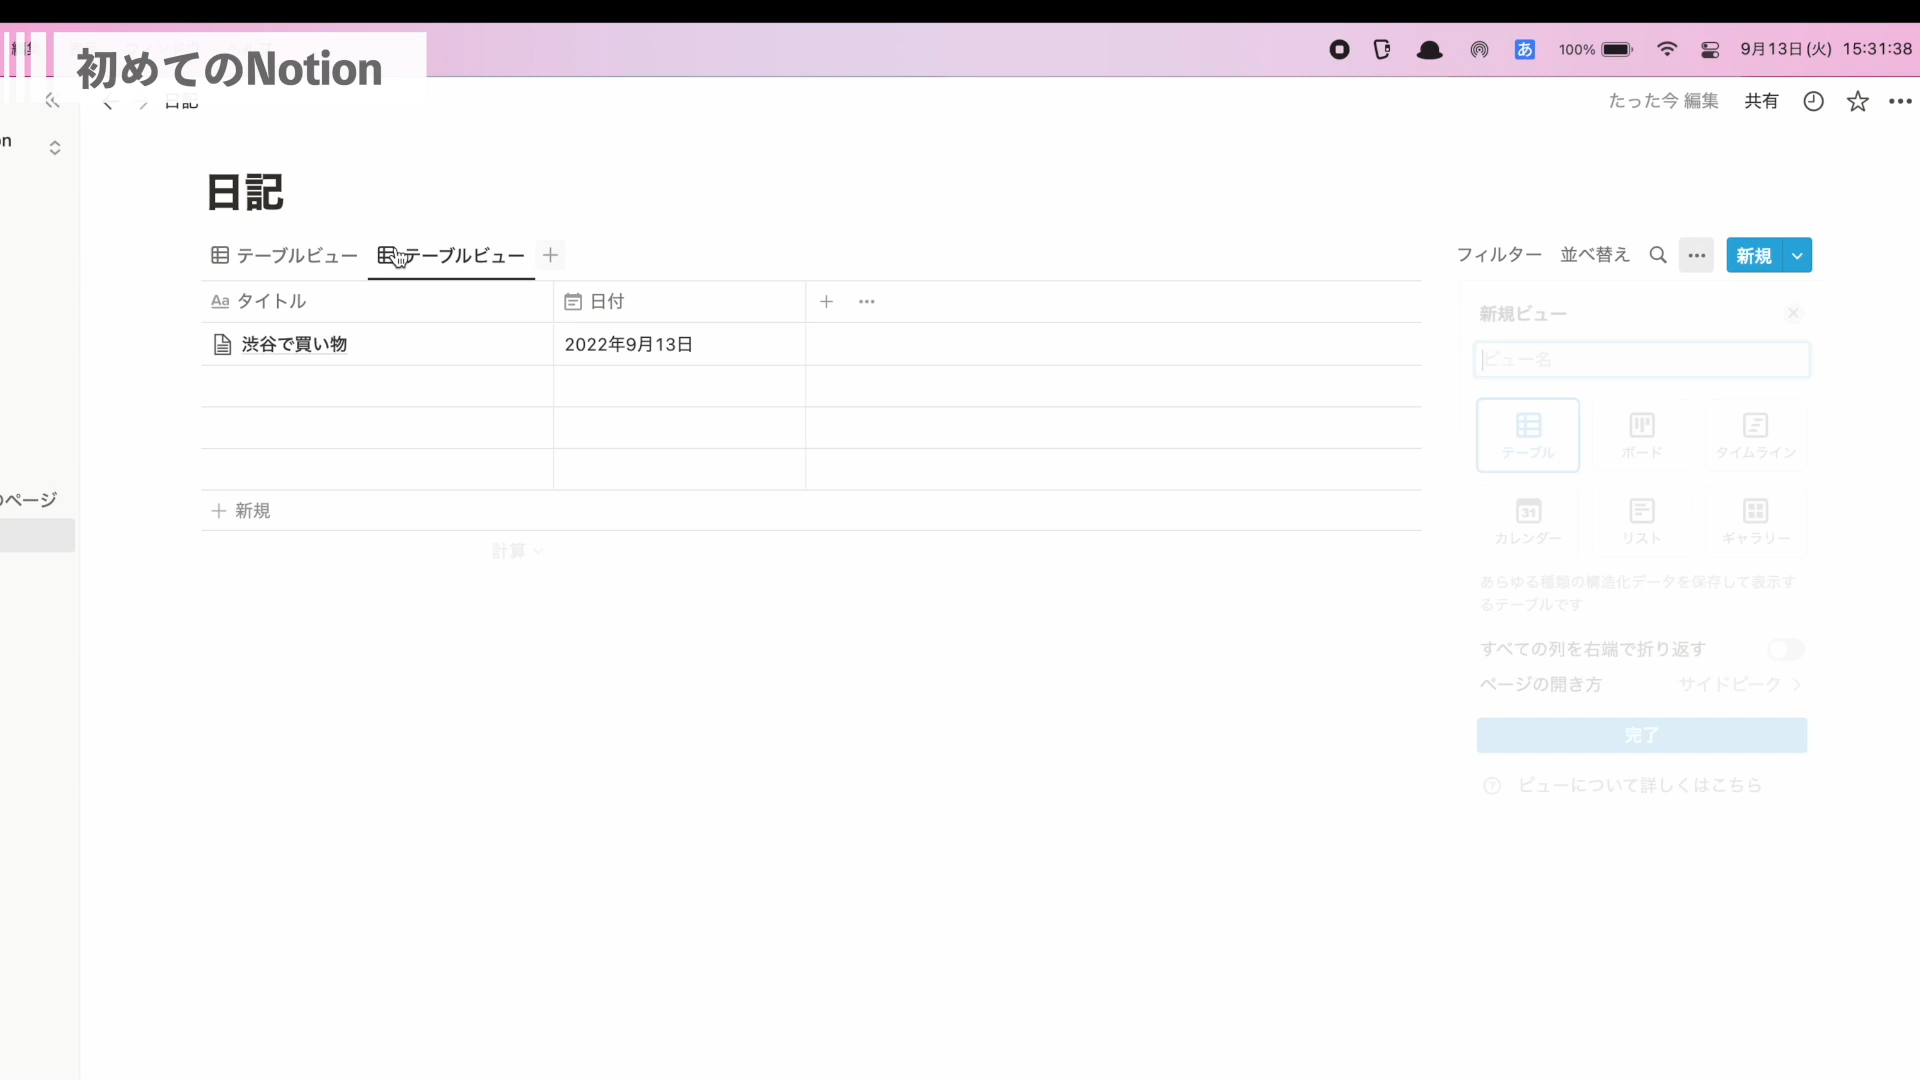 初めてのNotion
あ 100% 9月13日(火) 15:31:38
日記
たった今 編集 共有
日記
テーブルビュー テーブルビュー
フィルター 並べ替え 新規
Aa タイトル 日付
渋谷で買い物 2022年9月13日
新規
計算
のページ
新規ビュー
ビュー名
テーブル ボード タイムライン
31
カレンダー リスト ギャラリー
あらゆる種類の構造化データを保存して表示す
るテーブルです
すべての列を右端で折り返す
ページの開き方 サイドピーク
完了
ビューについて詳しくはこちら